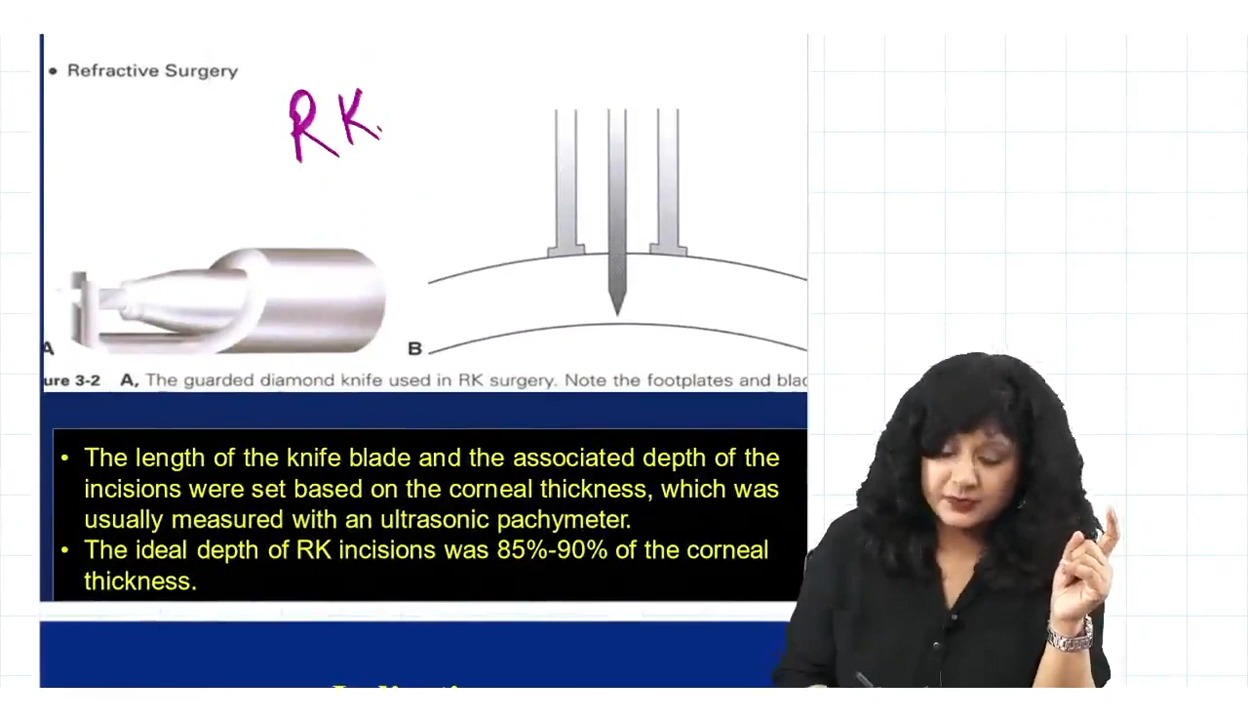 • Refractive Surgery
RK.
A
B
ure 3-2 A, The guarded diamond knife used in RK surgery. Note the footplates and blad
• The length of the knife blade and the associated depth of the
incisions were set based on the corneal thickness, which was
usually measured with an ultrasonic pachymeter.
• The ideal depth of RK incisions was 85%-90% of the corneal
thickness.